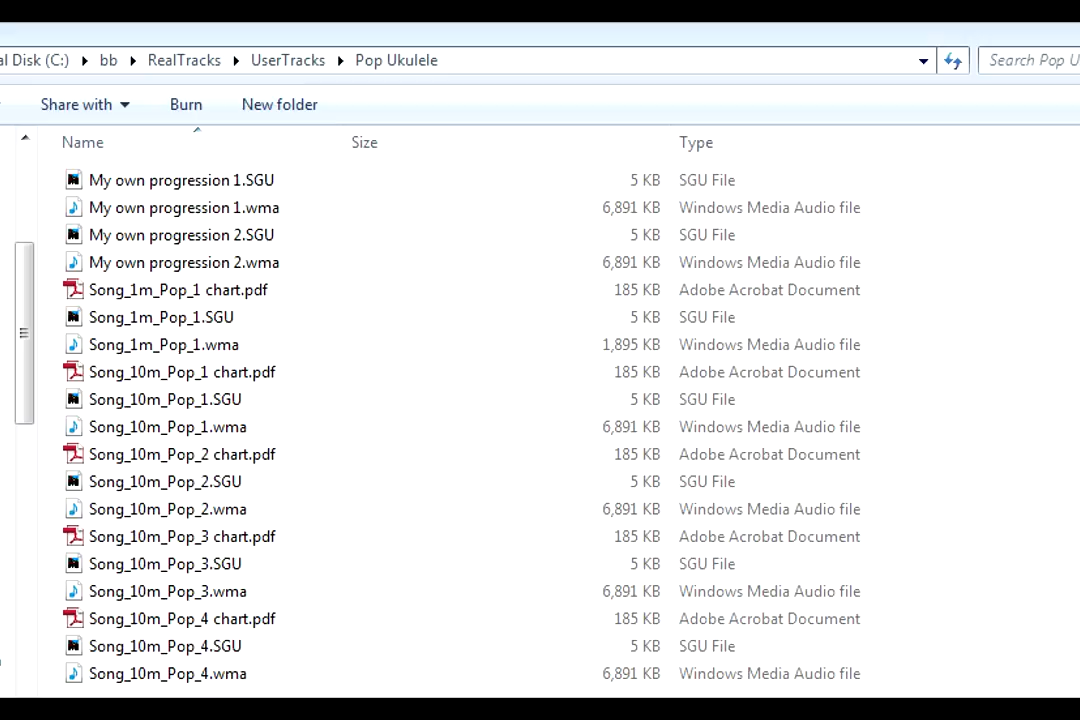 al Disk (C:) bb RealTracks UserTracks Pop Ukulele Search Pop U
Share with Burn New folder
Name Size Type
My own progression 1.SGU 5 KB SGU File
My own progression 1.wma 6,891 KB Windows Media Audio file
My own progression 2.SGU 5 KB SGU File
My own progression 2.wma 6,891 KB Windows Media Audio file
Song_1m_Pop_1 chart.pdf 185 KB Adobe Acrobat Document
Song_1m_Pop_1.SGU 5 KB SGU File
Song_1m_Pop_1.wma 1,895 KB Windows Media Audio file
Song_10m_Pop_1 chart.pdf 185 KB Adobe Acrobat Document
Song_10m_Pop_1.SGU 5 KB SGU File
Song_10m_Pop_1.wma 6,891 KB Windows Media Audio file
Song_10m_Pop_2 chart.pdf 185 KB Adobe Acrobat Document
Song_10m_Pop_2.SGU 5 KB SGU File
Song_10m_Pop_2.wma 6,891 KB Windows Media Audio file
Song_10m_Pop_3 chart.pdf 185 KB Adobe Acrobat Document
Song_10m_Pop_3.SGU 5 KB SGU File
Song_10m_Pop_3.wma 6,891 KB Windows Media Audio file
Song_10m_Pop_4 chart.pdf 185 KB Adobe Acrobat Document
Song_10m_Pop_4.SGU 5 KB SGU File
Song_10m_Pop_4.wma 6,891 KB Windows Media Audio file